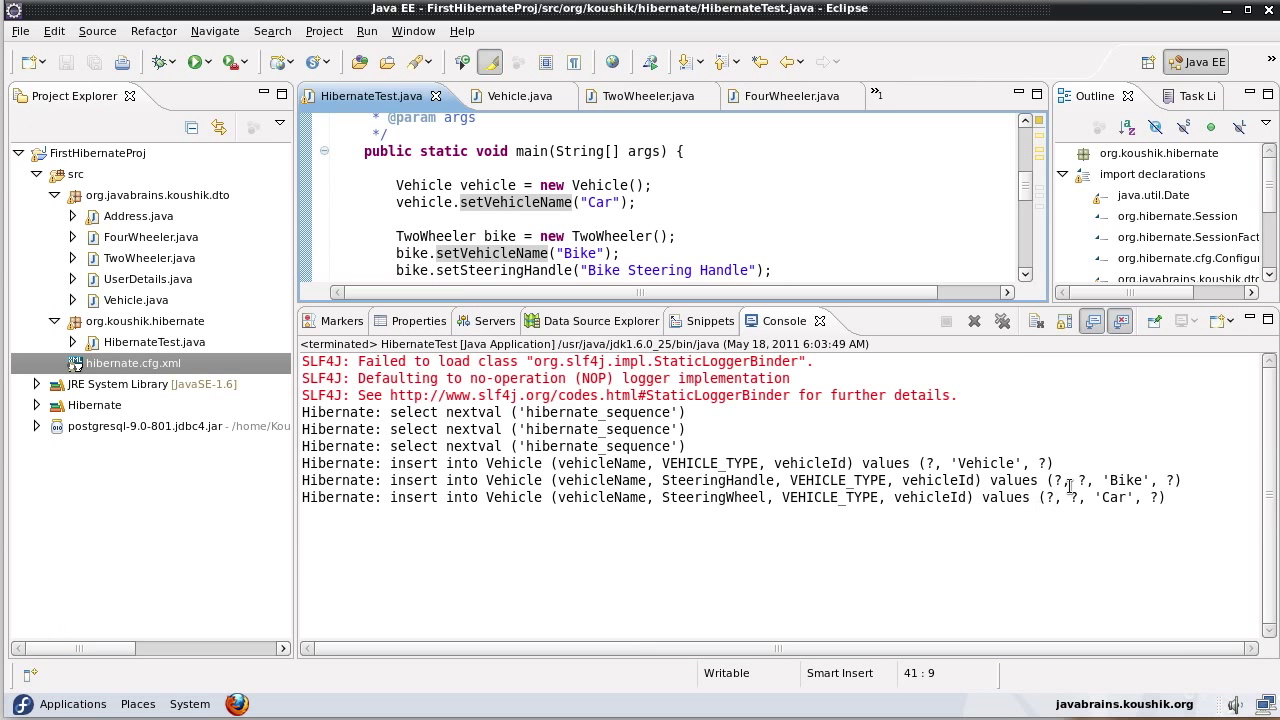 Java EE - FirstHibernateProj/src/org/koushik/hibernate/HibernateTest.Java - Eclipse
File Edit Source Refactor Navigate Search Project Run Window Help
Java EE
Project Explorer
HibernateTest.java Vehicle.java TwoWheeler.java FourWheeler.java »1
Outline Task Li
FirstHibernateProj
src
org.javabrains.koushik.dto
Address.java
FourWheeler.java
TwoWheeler.java
UserDetails.java
Vehicle.java
org.koushik.hibernate
HibernateTest.java
hibernate.cfg.xml
JRE System Library [JavaSE-1.6]
Hibernate
postgresql-9.0-801.jdbc4.jar - /home/Kou
* @param args
*/
public static void main(String[] args) {
Vehicle vehicle = new Vehicle();
vehicle.setVehicleName("Car");
TwoWheeler bike = new TwoWheeler();
bike.setVehicleName("Bike");
bike.setSteeringHandle("Bike Steering Handle");
org.koushik.hibernate
import declarations
java.util.Date
org.hibernate.Session
org.hibernate.SessionFact
org.hibernate.cfg.Configu
org.javabrains.koushik.dto
Markers Properties Servers Data Source Explorer Snippets Console
<terminated> HibernateTest [Java Application] /usr/java/jdk1.6.0_25/bin/java (May 18, 2011 6:03:49 AM)
SLF4J: Failed to load class "org.slf4j.impl.StaticLoggerBinder".
SLF4J: Defaulting to no-operation (NOP) logger implementation
SLF4J: See http://www.slf4j.org/codes.html#StaticLoggerBinder for further details.
Hibernate: select nextval ('hibernate_sequence')
Hibernate: select nextval ('hibernate_sequence')
Hibernate: select nextval ('hibernate_sequence')
Hibernate: insert into Vehicle (vehicleName, VEHICLE_TYPE, vehicleId) values (?, 'Vehicle', ?)
Hibernate: insert into Vehicle (vehicleName, SteeringHandle, VEHICLE_TYPE, vehicleId) values (?, ?, 'Bike', ?)
Hibernate: insert into Vehicle (vehicleName, SteeringWheel, VEHICLE_TYPE, vehicleId) values (?, ?, 'Car', ?)
Writable Smart Insert 41 : 9
Applications Places System javabrains.koushik.org